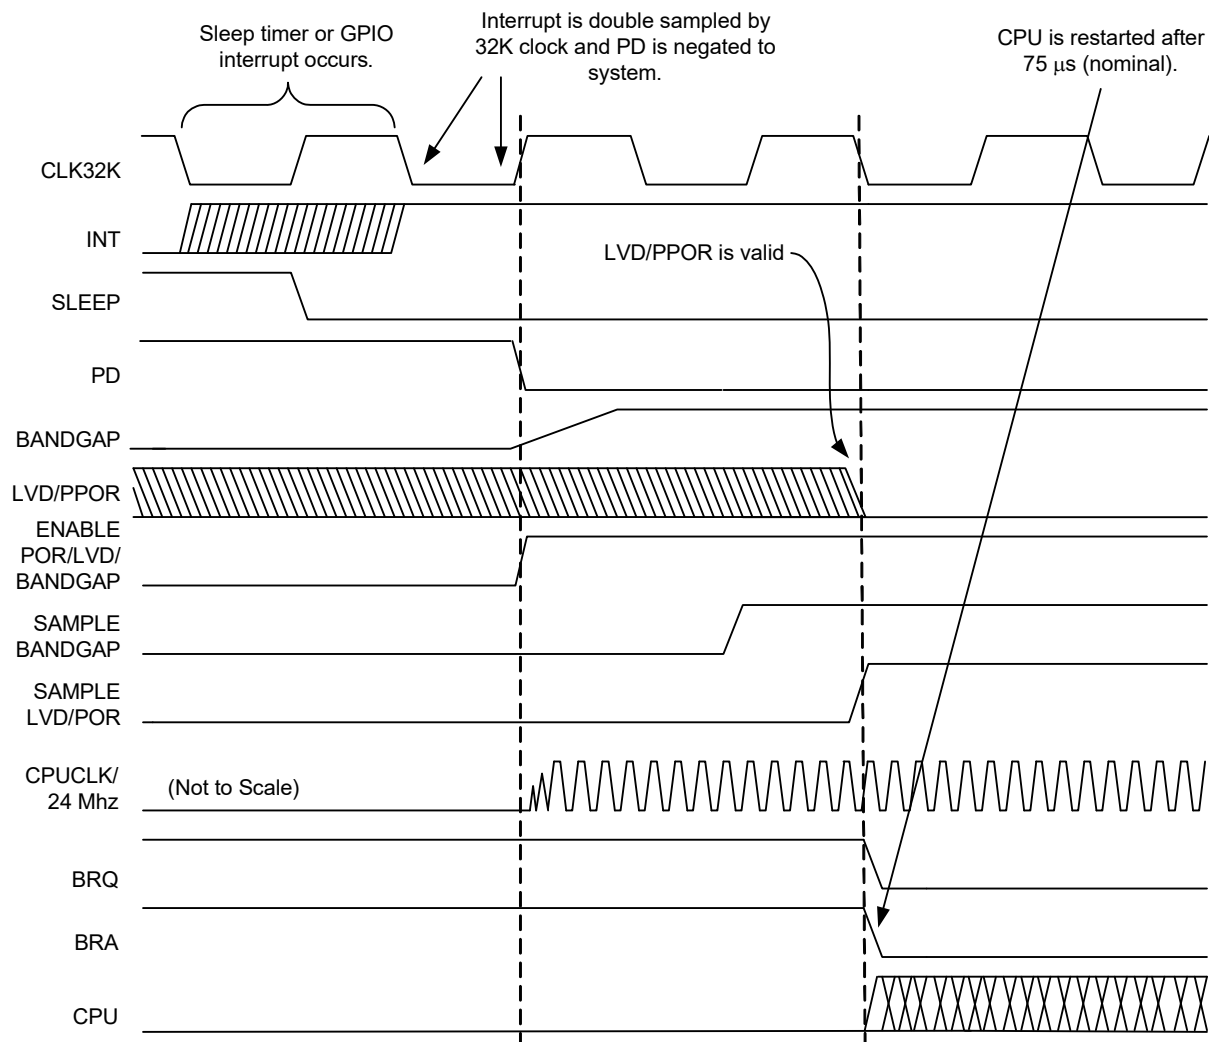 Sleep timer or GPIO
interrupt occurs.
Interrupt is double sampled by
32K clock and PD is negated to
system.
CPU is restarted after
75 μs (nominal).
CLK32K
INT
LVD/PPOR is valid
SLEEP
PD
BANDGAP
LVD/PPOR
ENABLE
POR/LVD/
BANDGAP
SAMPLE
BANDGAP
SAMPLE
LVD/POR
CPUCLK/
24 Mhz
(Not to Scale)
BRQ
BRA
CPU